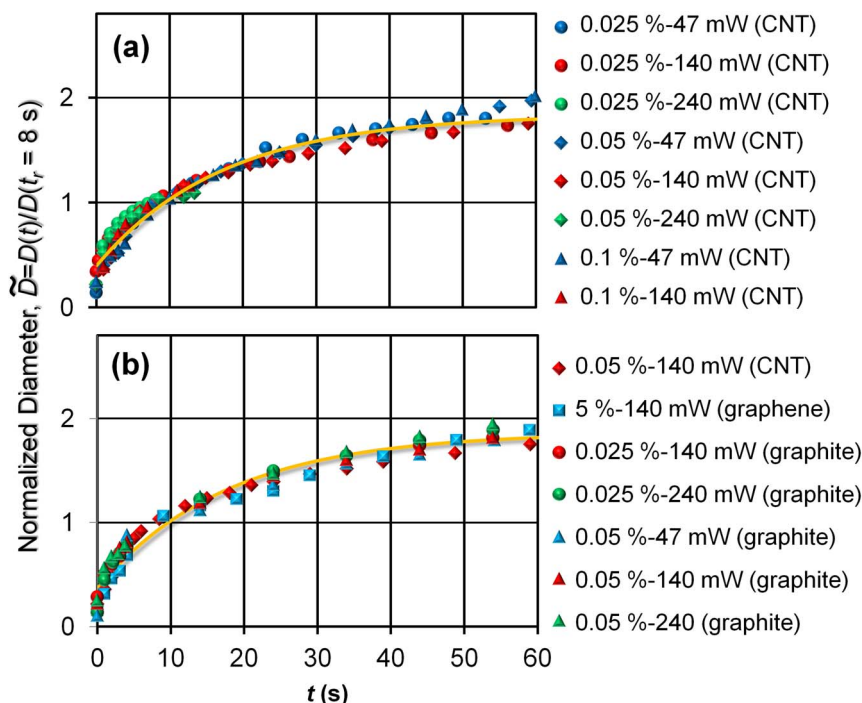 Normalized Diameter, D̃=D(t)/D(tᵣ = 8 s)
(a)
2
1
0
0.025 %-47 mW (CNT)
0.025 %-140 mW (CNT)
0.025 %-240 mW (CNT)
0.05 %-47 mW (CNT)
0.05 %-140 mW (CNT)
0.05 %-240 mW (CNT)
0.1 %-47 mW (CNT)
0.1 %-140 mW (CNT)
(b)
2
1
0
0 10 20 30 40 50 60
t (s)
0.05 %-140 mW (CNT)
5 %-140 mW (graphene)
0.025 %-140 mW (graphite)
0.025 %-240 mW (graphite)
0.05 %-47 mW (graphite)
0.05 %-140 mW (graphite)
0.05 %-240 (graphite)